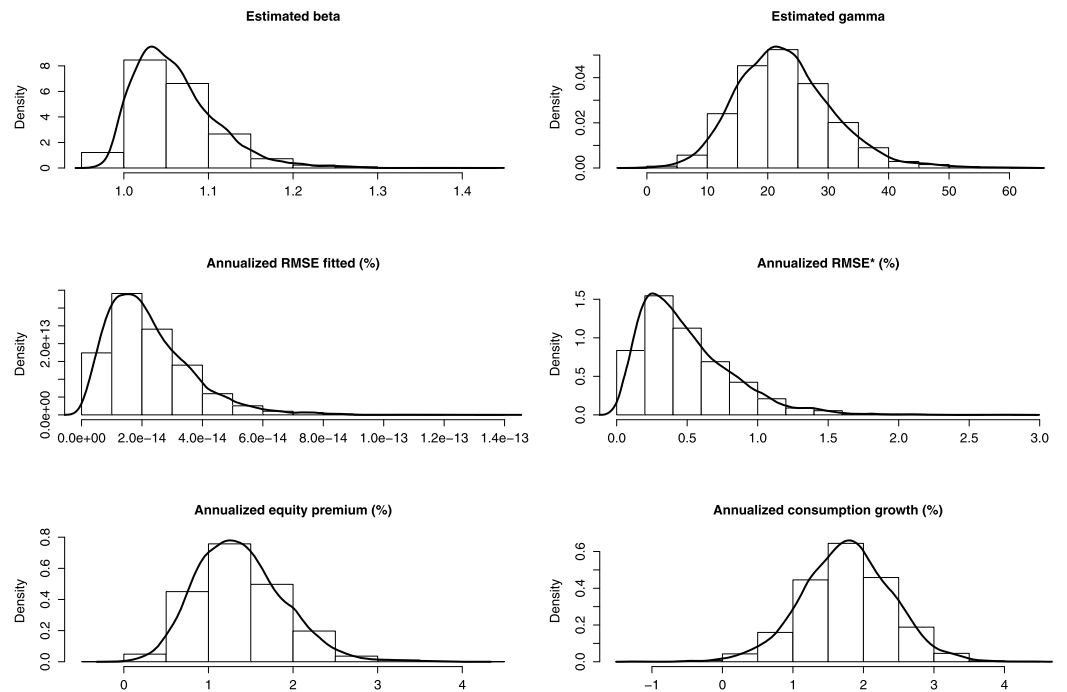 Estimated beta
Density
0 2 4 6 8
1.0 1.1 1.2 1.3 1.4
Estimated gamma
Density
0.00 0.02 0.04
0 10 20 30 40 50 60
Annualized RMSE fitted (%)
Density
0.0e+00 2.0e+13
0.0e+00 2.0e−14 4.0e−14 6.0e−14 8.0e−14 1.0e−13 1.2e−13 1.4e−13
Annualized RMSE* (%)
Density
0.0 0.5 1.0 1.5
0.0 0.5 1.0 1.5 2.0 2.5 3.0
Annualized equity premium (%)
Density
0.0 0.2 0.4 0.6 0.8
0 1 2 3 4
Annualized consumption growth (%)
Density
0.0 0.2 0.4 0.6
−1 0 1 2 3 4